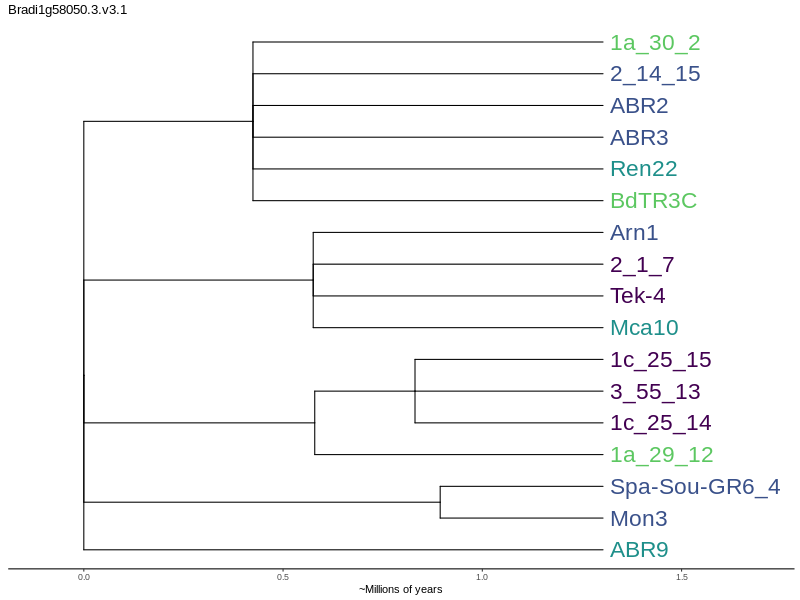 Bradi1g58050.3.v3.1
1a_30_2
2_14_15
ABR2
ABR3
Ren22
BdTR3C
Arn1
2_1_7
Tek-4
Mca10
1c_25_15
3_55_13
1c_25_14
1a_29_12
Spa-Sou-GR6_4
Mon3
ABR9
0.0 0.5 1.0 1.5
~Millions of years